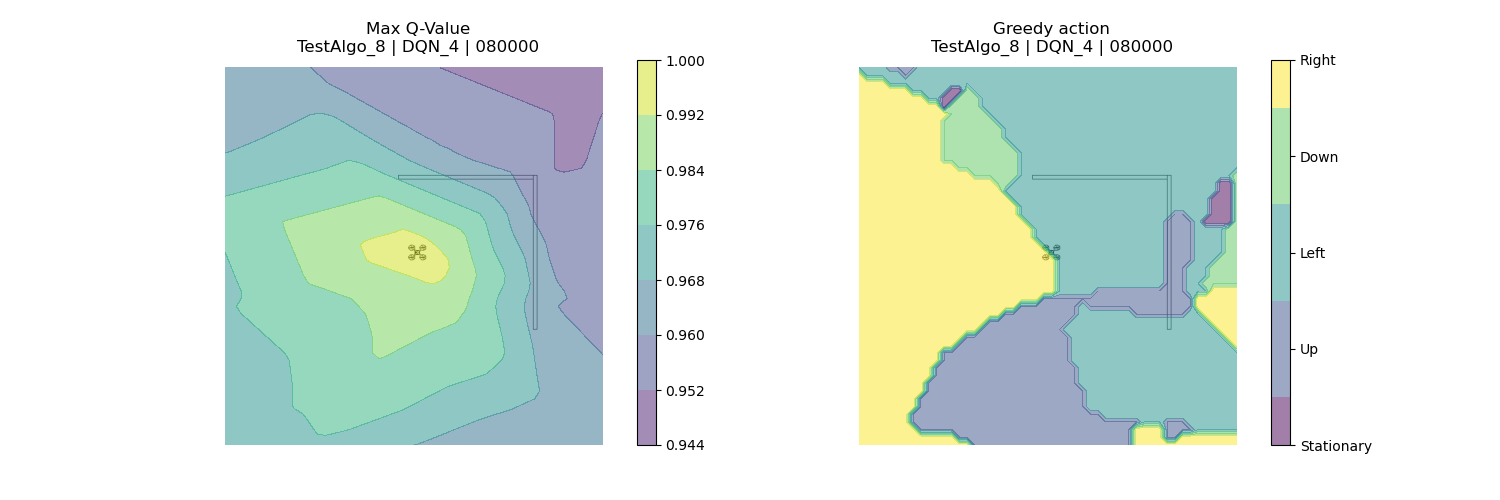 Max Q-Value
TestAlgo_8 | DQN_4 | 080000
1.000
0.992
0.984
0.976
0.968
0.960
0.952
0.944
Greedy action
TestAlgo_8 | DQN_4 | 080000
Right
Down
Left
Up
Stationary